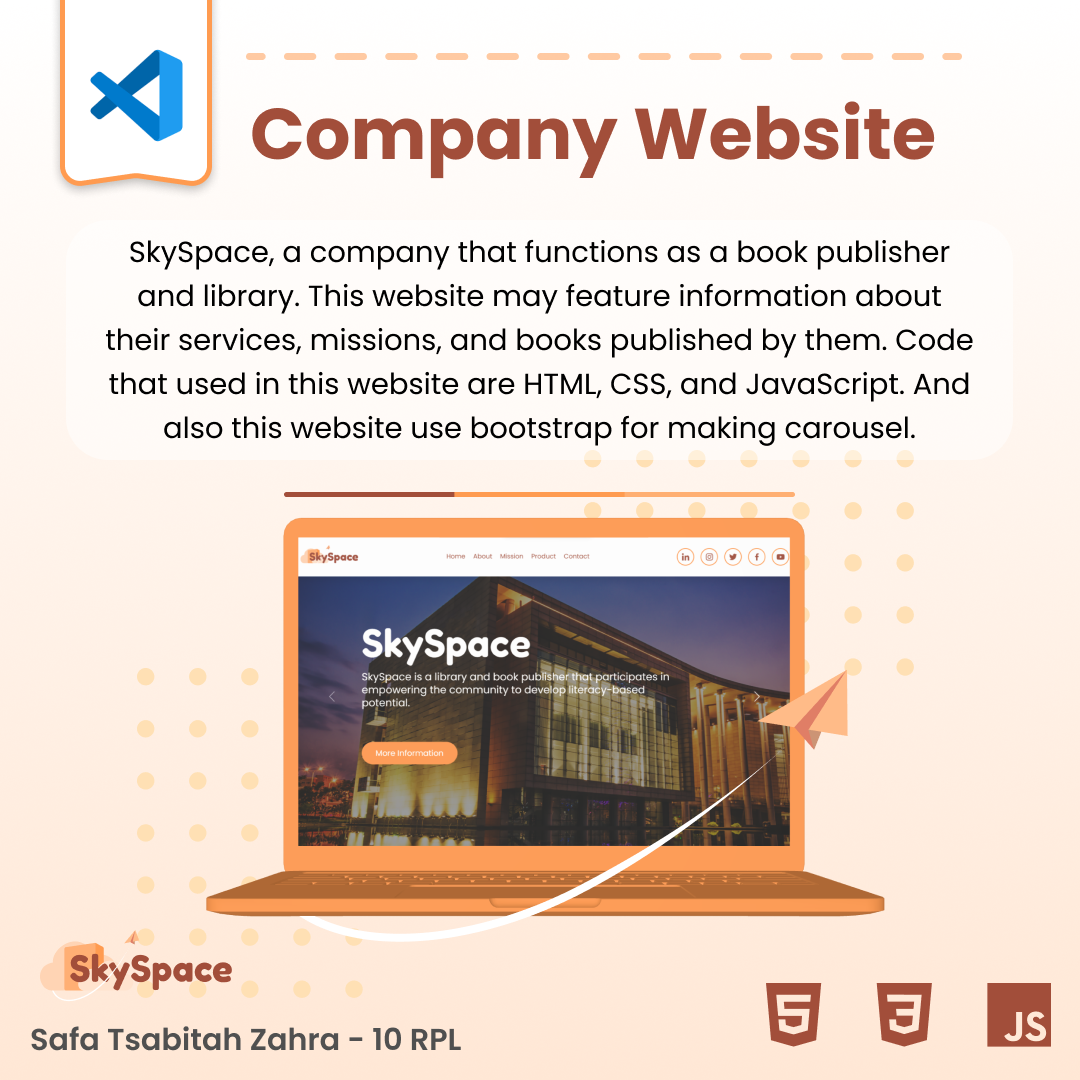 Company Website
SkySpace, a company that functions as a book publisher
and library. This website may feature information about
their services, missions, and books published by them. Code
that used in this website are HTML, CSS, and JavaScript. And
also this website use bootstrap for making carousel.
SkySpace
Home About Mission Product Contact
SkySpace
SkySpace is a library and book publisher that participates in
empowering the community to develop literacy-based
potential.
More Information
SkySpace
Safa Tsabitah Zahra - 10 RPL
5
3
JS